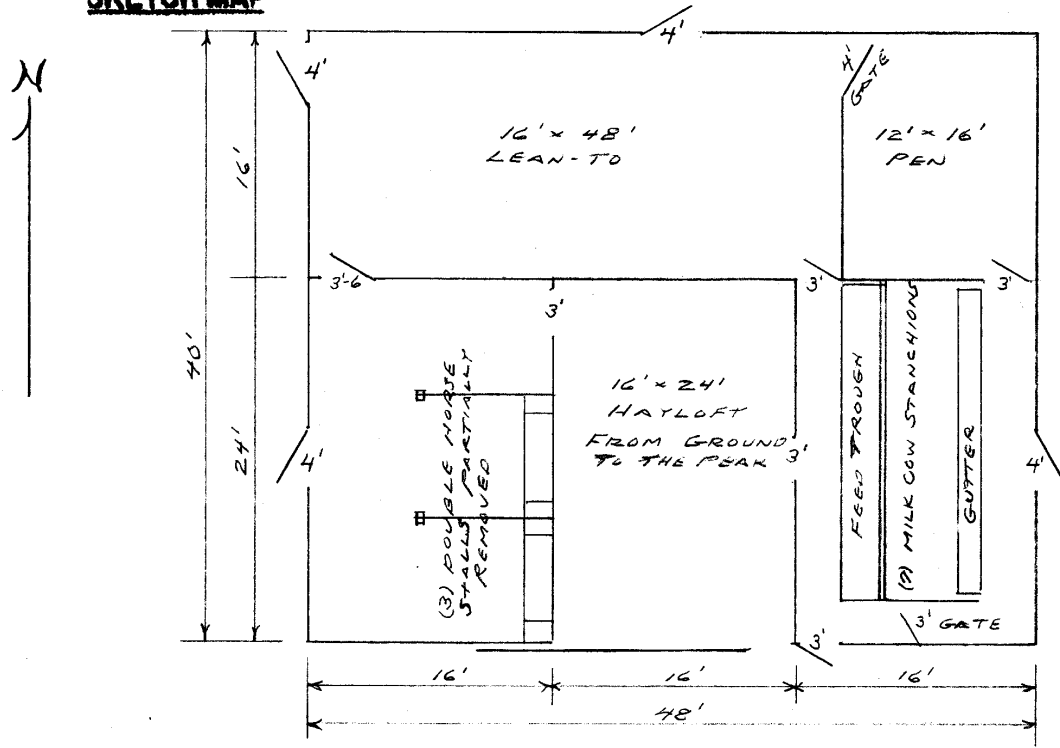 SKETCH MAP
N
4'
4'
4'
GATE
16' x 48'
LEAN-TO
12' x 16'
PEN
16'
3'-6
3'
3'
3'
40'
24'
4'
(3) DOUBLE HORSE
STALLS PARTIALLY
REMOVED
16' x 24'
HAYLOFT
FROM GROUND
TO THE PEAK
3'
FEED TROUGH
(7) MILK COW STANCHIONS
GUTTER
4'
3' GATE
3'
16'
16'
16'
48'